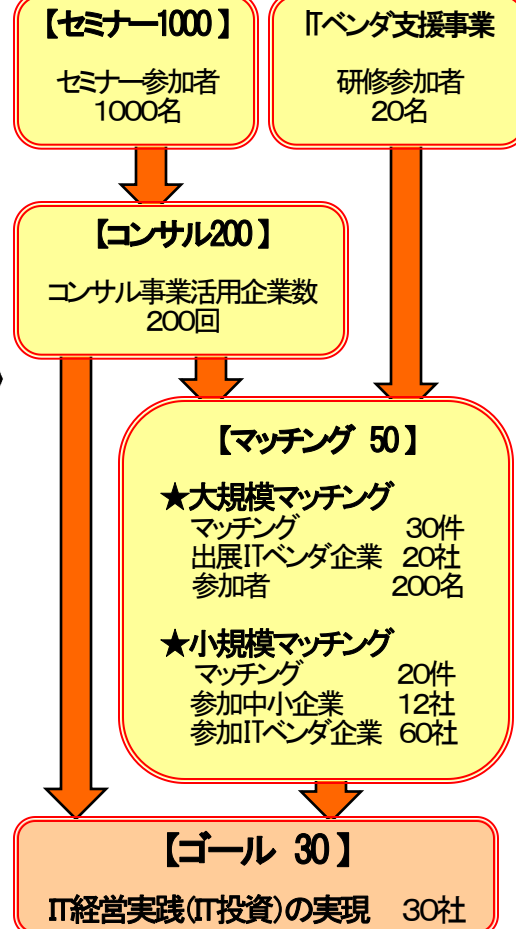 【セミナー1000】
セミナー参加者
1000名
ITベンダ支援事業
研修参加者
20名
【コンサル200】
コンサル事業活用企業数
200回
【マッチング 50】
★大規模マッチング
マッチング 30件
出展ITベンダ企業 20社
参加者 200名
★小規模マッチング
マッチング 20件
参加中小企業 12社
参加ITベンダ企業 60社
【ゴール 30】
IT経営実践(IT投資)の実現 30社